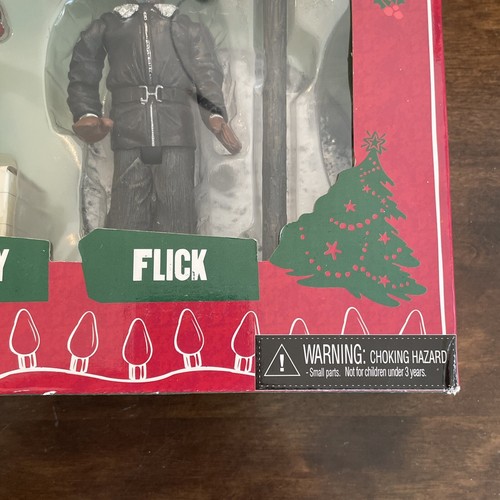 Y
FLICK
WARNING: CHOKING HAZARD
Small parts. Not for children under 3 years.